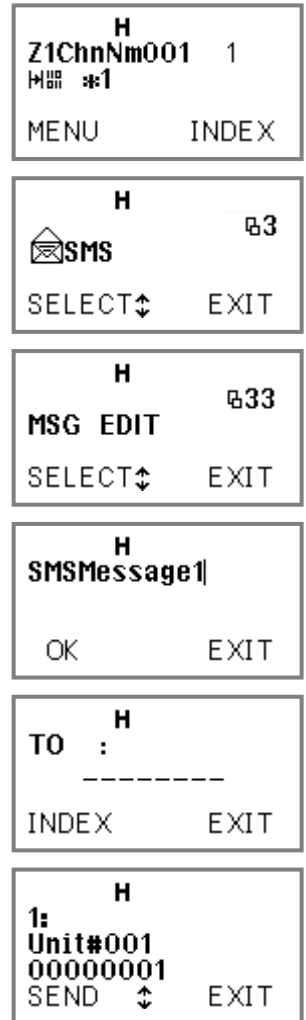 H
Z1ChnNm001 1
*1
MENU INDEX
H
3
SMS
SELECT↕ EXIT
H
33
MSG EDIT
SELECT↕ EXIT
H
SMSMessage1|
OK EXIT
H
TO :
_ _ _ _ _ _ _ _
INDEX EXIT
H
1:
Unit#001
00000001
SEND ↕ EXIT